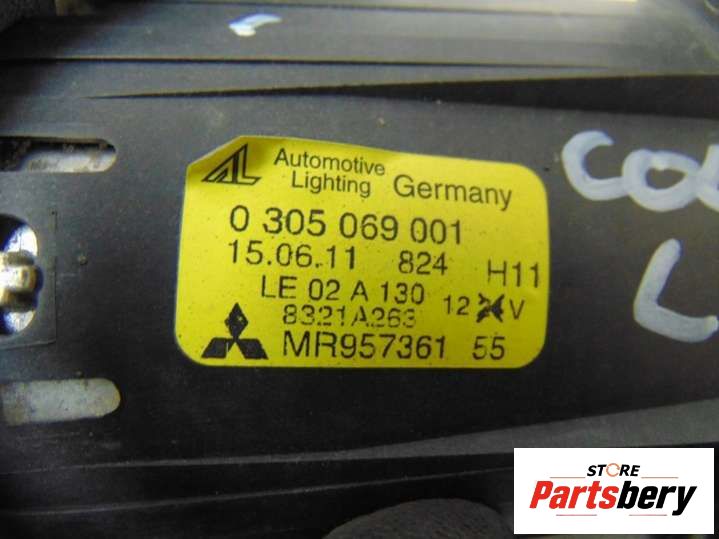 AL Automotive
Lighting Germany
0 305 069 001
15.06.11 824 H11
LE 02 A 130 12 V
8321A263
MR957361 55
L
STORE
Partsbery